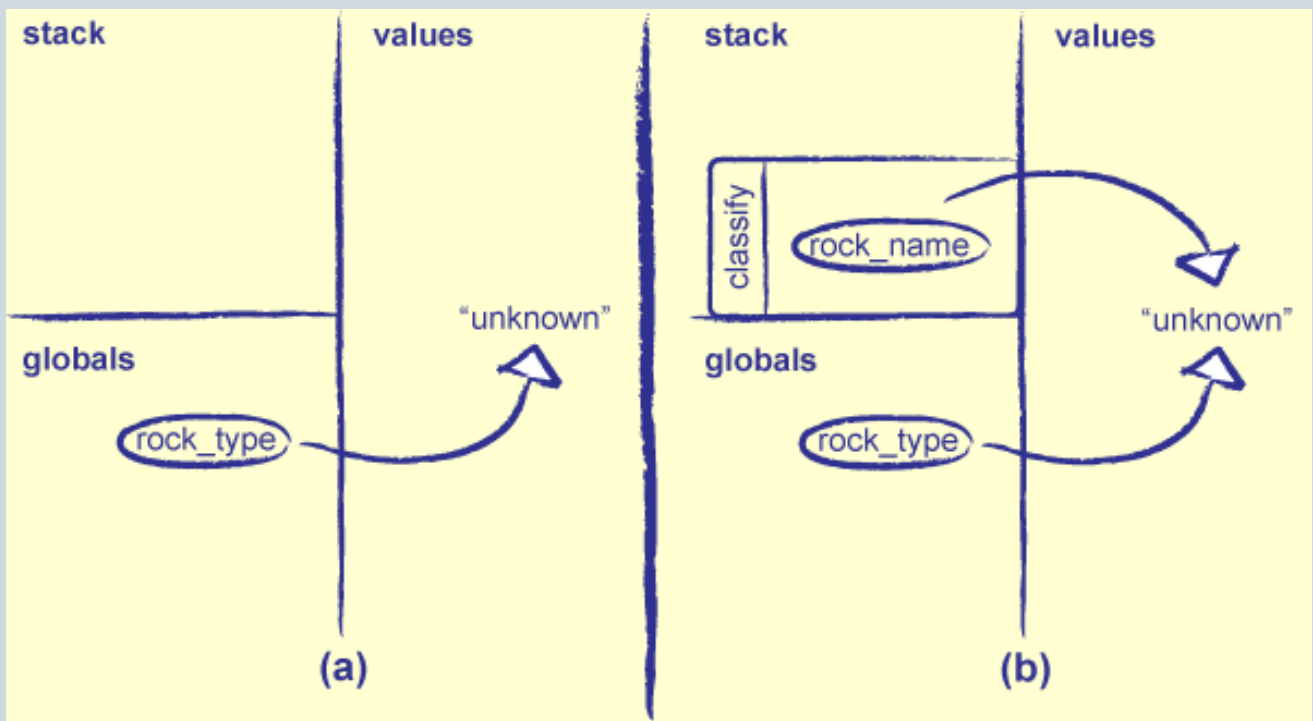 stack
values
“unknown”
globals
rock_type
(a)
stack
values
classify
rock_name
“unknown”
globals
rock_type
(b)